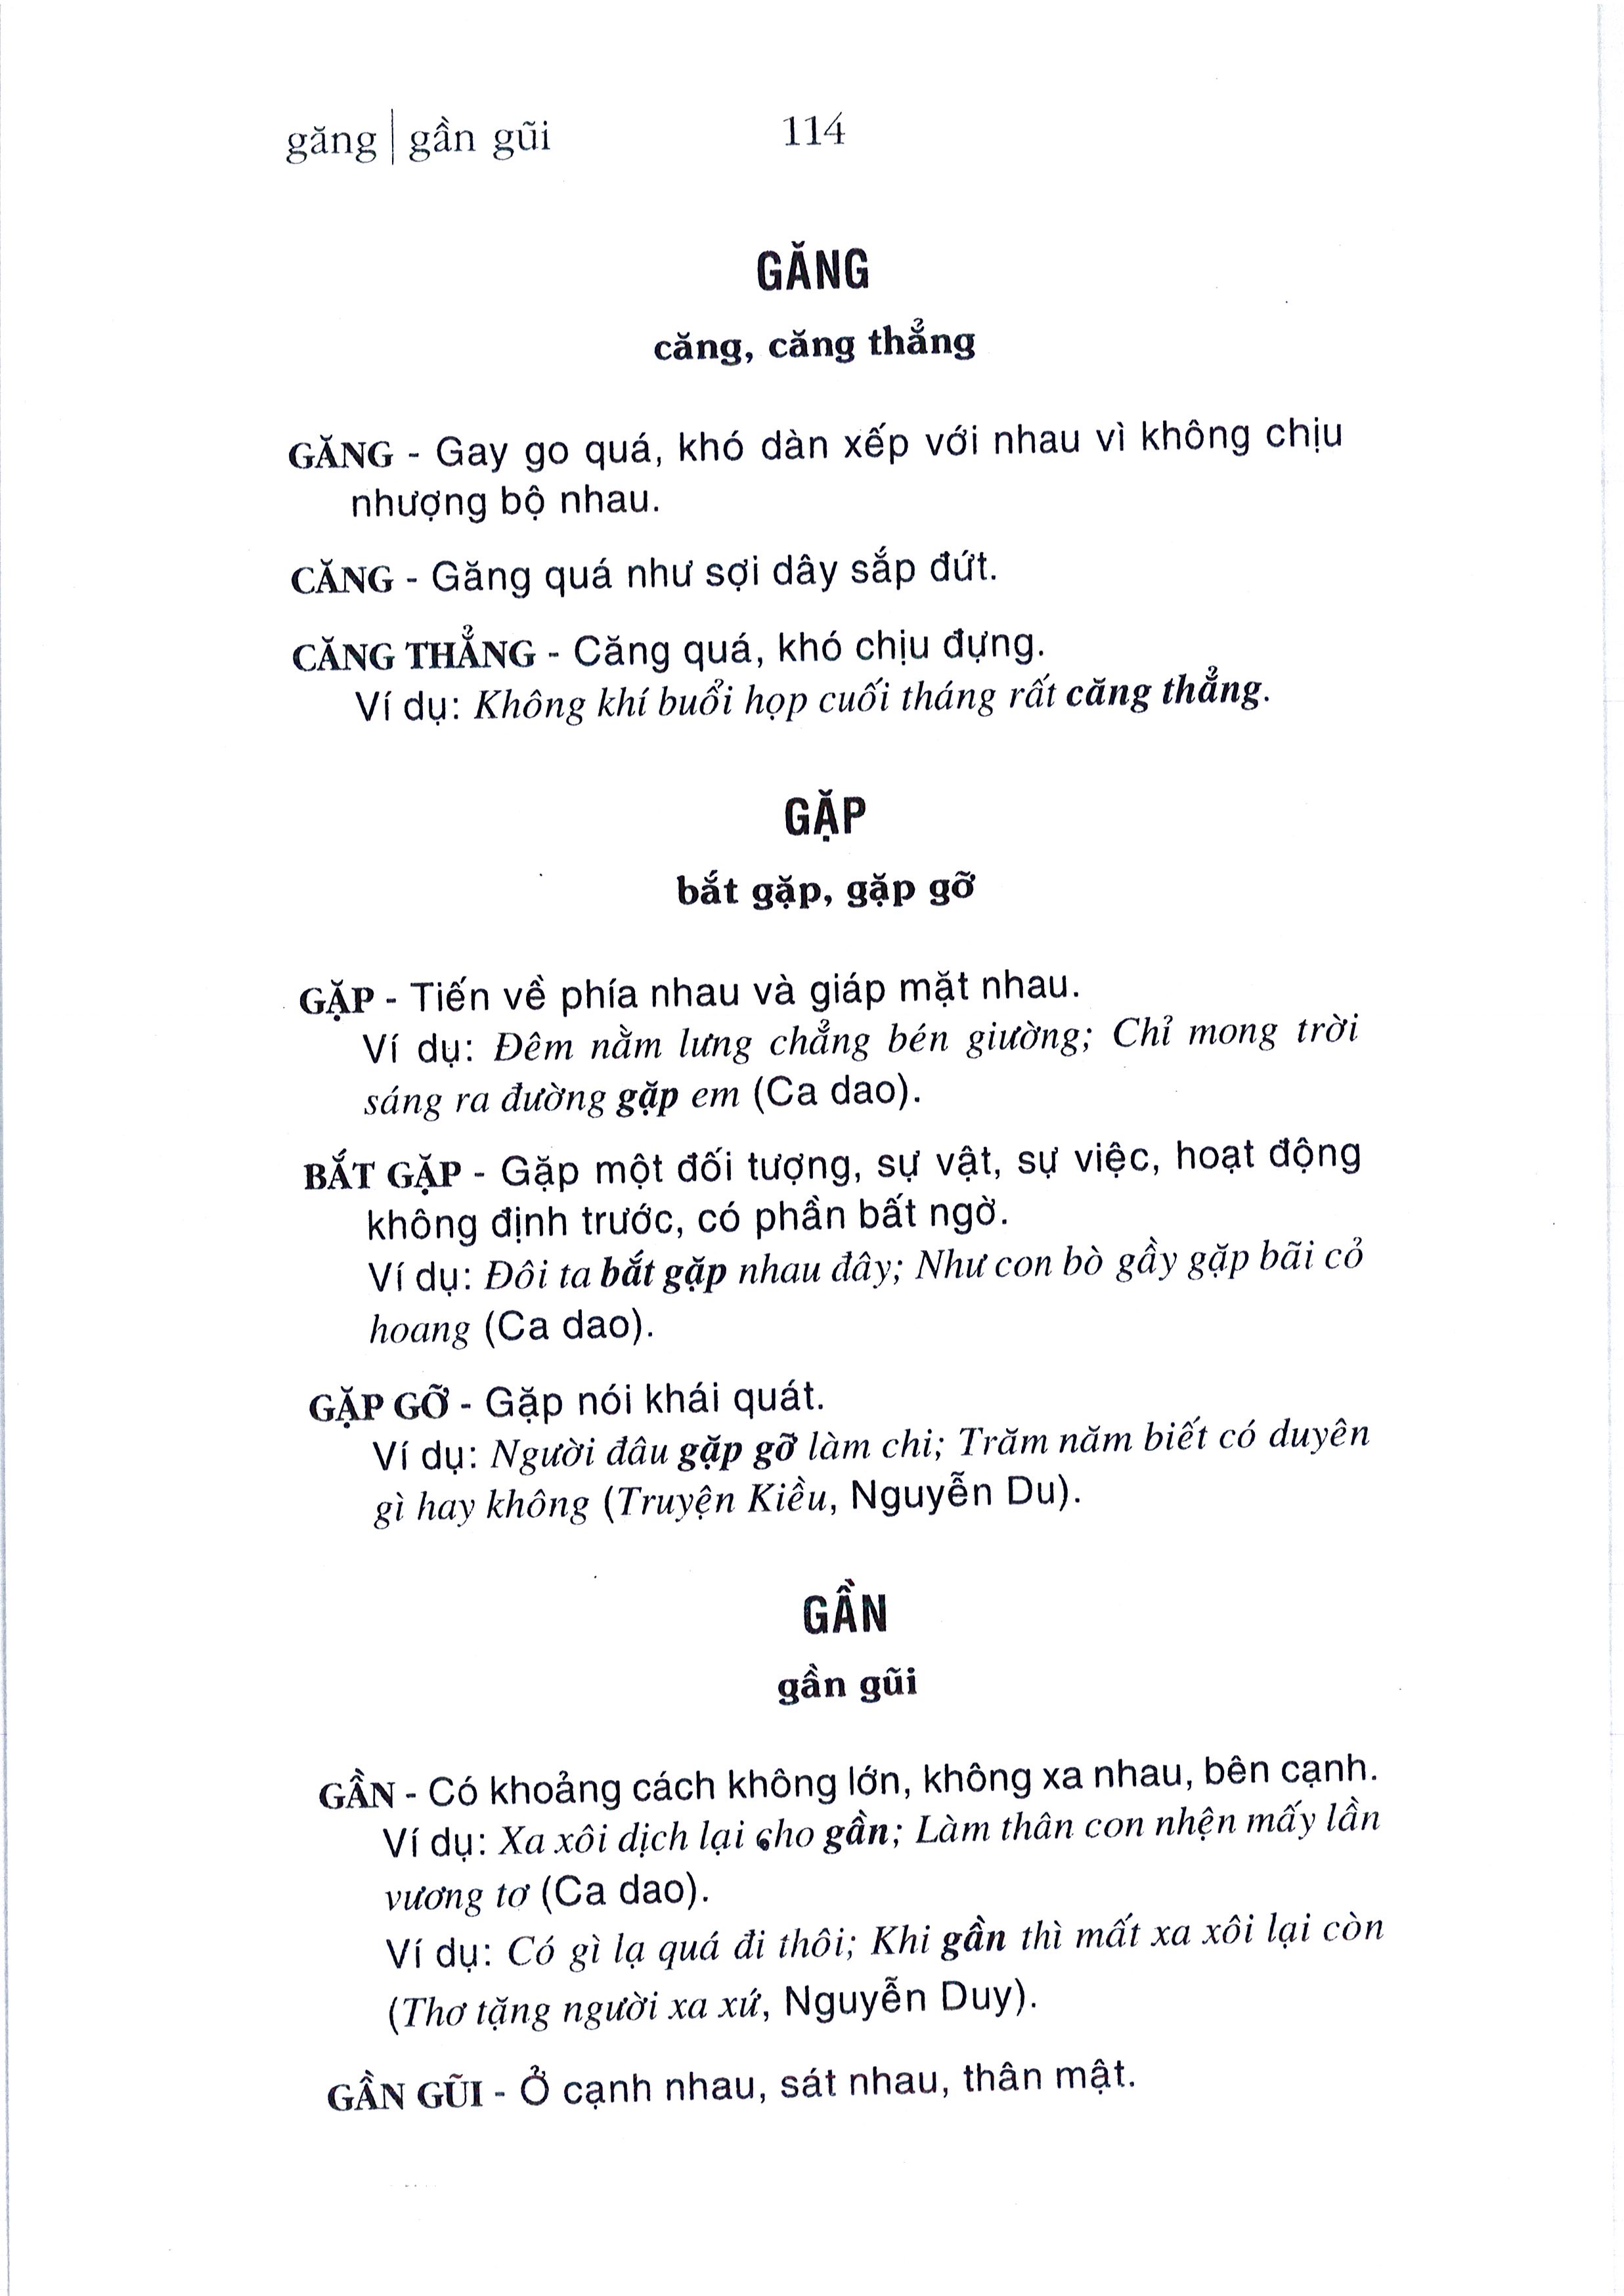 găng | gần gũi
114
GĂNG
căng, căng thẳng
GĂNG - Gay go quá, khó dàn xếp với nhau vì không chịu
nhượng bộ nhau.
CĂNG - Găng quá như sợi dây sắp đứt.
CĂNG THẲNG - Căng quá, khó chịu đựng.
Ví dụ: Không khí buổi họp cuối tháng rất căng thẳng.
GẶP
bắt gặp, gặp gỡ
GẶP - Tiến về phía nhau và giáp mặt nhau.
Ví dụ: Đêm nằm lưng chẳng bén giường; Chỉ mong trời
sáng ra đường gặp em (Ca dao).
BẮT GẶP - Gặp một đối tượng, sự vật, sự việc, hoạt động
không định trước, có phần bất ngờ.
Ví dụ: Đôi ta bắt gặp nhau đây; Như con bò gầy gặp bãi cỏ
hoang (Ca dao).
GẶP GỠ - Gặp nói khái quát.
Ví dụ: Người đâu gặp gỡ làm chi; Trăm năm biết có duyên
gì hay không (Truyện Kiều, Nguyễn Du).
GẦN
gần gũi
GẦN - Có khoảng cách không lớn, không xa nhau, bên cạnh.
Ví dụ: Xa xôi dịch lại cho gần; Làm thân con nhện mấy lần
vương tơ (Ca dao).
Ví dụ: Có gì lạ quá đi thôi; Khi gần thì mất xa xôi lại còn
(Thơ tặng người xa xứ, Nguyễn Duy).
GẦN GŨI - Ở cạnh nhau, sát nhau, thân mật.